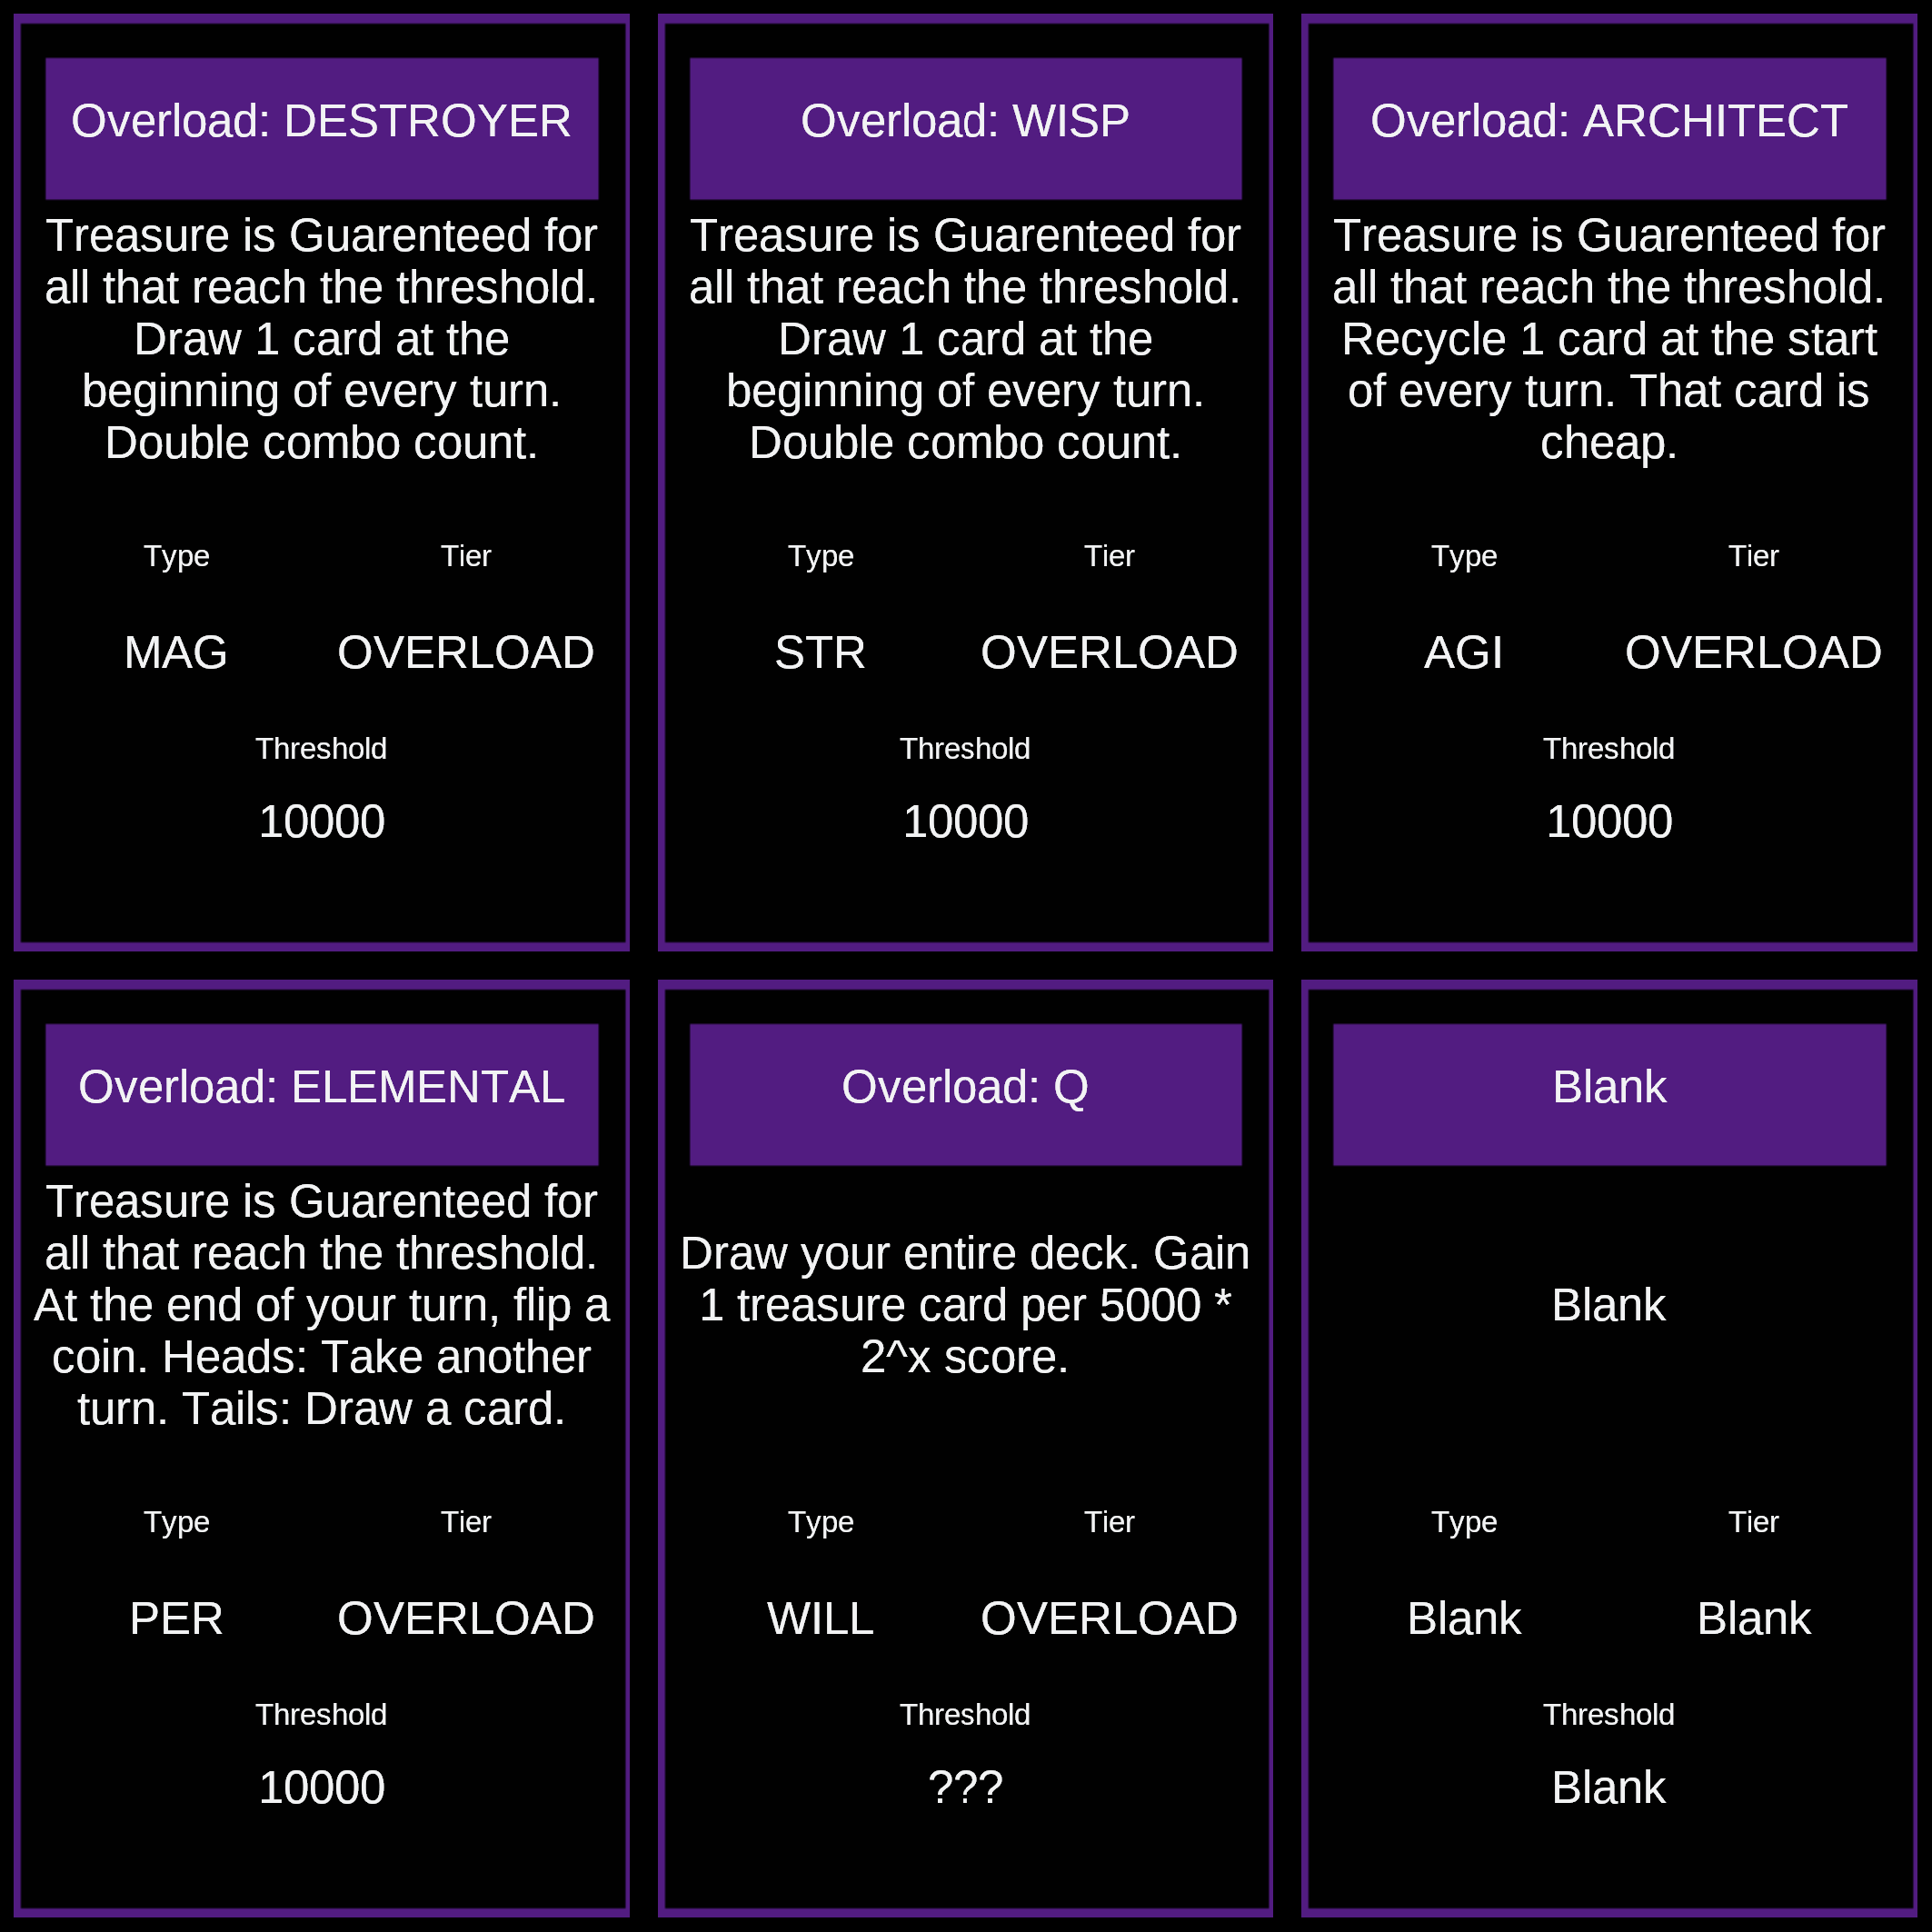 Overload: DESTROYER
Treasure is Guarenteed for
all that reach the threshold.
Draw 1 card at the
beginning of every turn.
Double combo count.
Type Tier
MAG OVERLOAD
Threshold
10000
Overload: WISP
Treasure is Guarenteed for
all that reach the threshold.
Draw 1 card at the
beginning of every turn.
Double combo count.
Type Tier
STR OVERLOAD
Threshold
10000
Overload: ARCHITECT
Treasure is Guarenteed for
all that reach the threshold.
Recycle 1 card at the start
of every turn. That card is
cheap.
Type Tier
AGI OVERLOAD
Threshold
10000
Overload: ELEMENTAL
Treasure is Guarenteed for
all that reach the threshold.
At the end of your turn, flip a
coin. Heads: Take another
turn. Tails: Draw a card.
Type Tier
PER OVERLOAD
Threshold
10000
Overload: Q
Draw your entire deck. Gain
1 treasure card per 5000 *
2^x score.
Type Tier
WILL OVERLOAD
Threshold
???
Blank
Blank
Type Tier
Blank Blank
Threshold
Blank